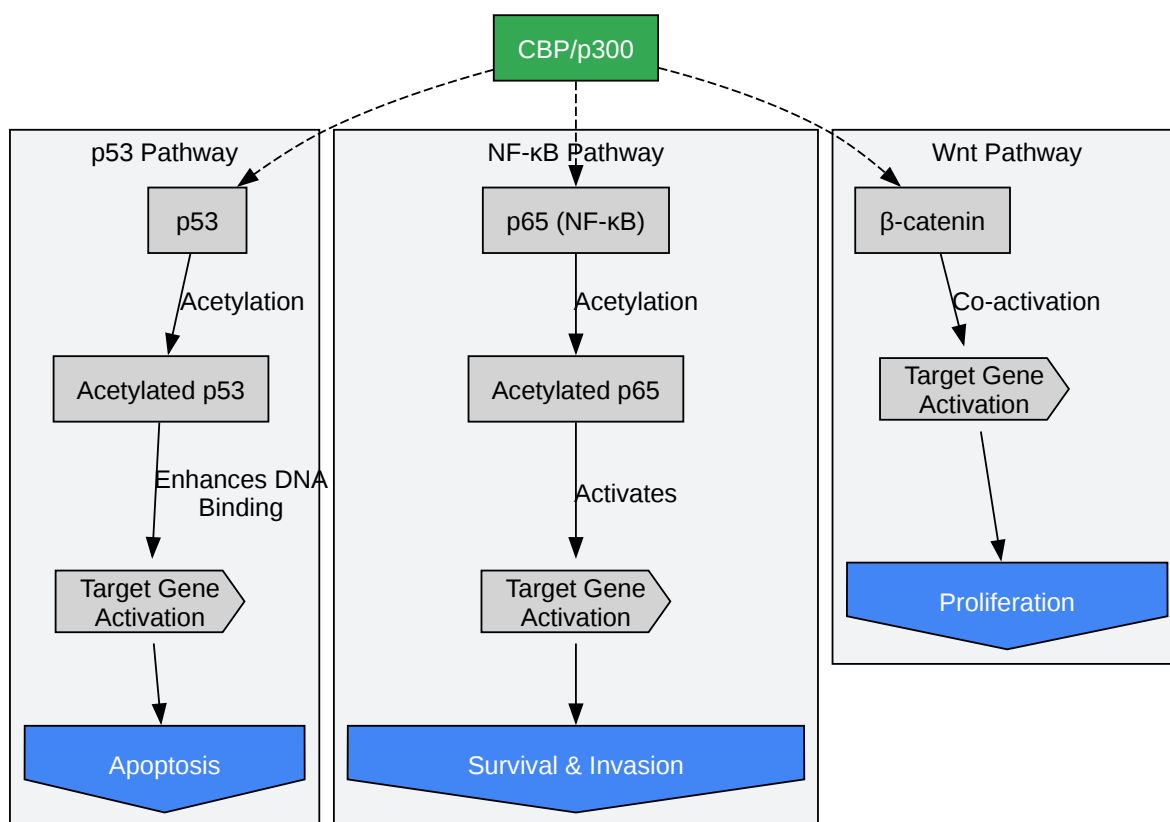 CBP/p300
p53 Pathway
p53
Acetylation
Acetylated p53
Enhances DNA
Binding
Target Gene
Activation
Apoptosis
NF-κB Pathway
p65 (NF-κB)
Acetylation
Acetylated p65
Activates
Target Gene
Activation
Survival & Invasion
Wnt Pathway
β-catenin
Co-activation
Target Gene
Activation
Proliferation